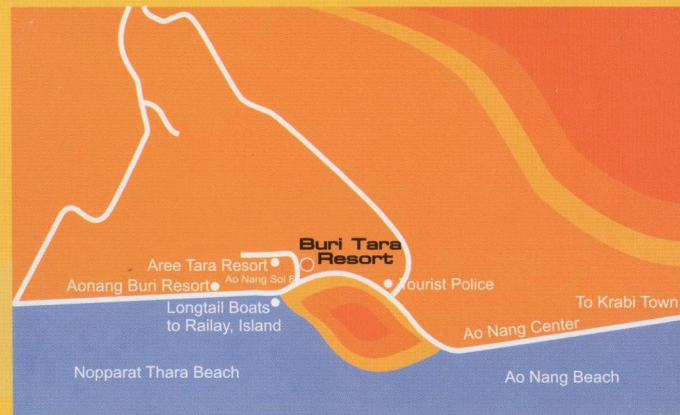 Buri Tara
Resort
Aree Tara Resort
Ao Nang Soi 8
Aonang Buri Resort
Tourist Police
Longtail Boats
to Railay, Island
To Krabi Town
Ao Nang Center
Nopparat Thara Beach
Ao Nang Beach